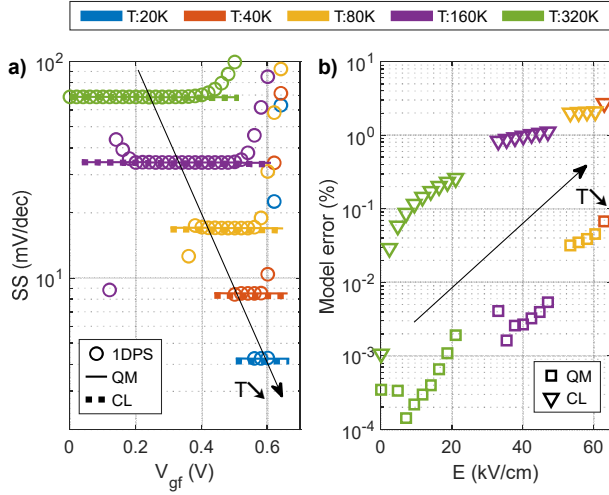 T:20K T:40K T:80K T:160K T:320K
a)
10^2
10^1
SS (mV/dec)
1DPS
QM
CL
T
0 0.2 0.4 0.6
V_gf (V)
b)
10^1
10^0
10^-1
10^-2
10^-3
10^-4
Model error (%)
T
QM
CL
0 20 40 60
E (kV/cm)